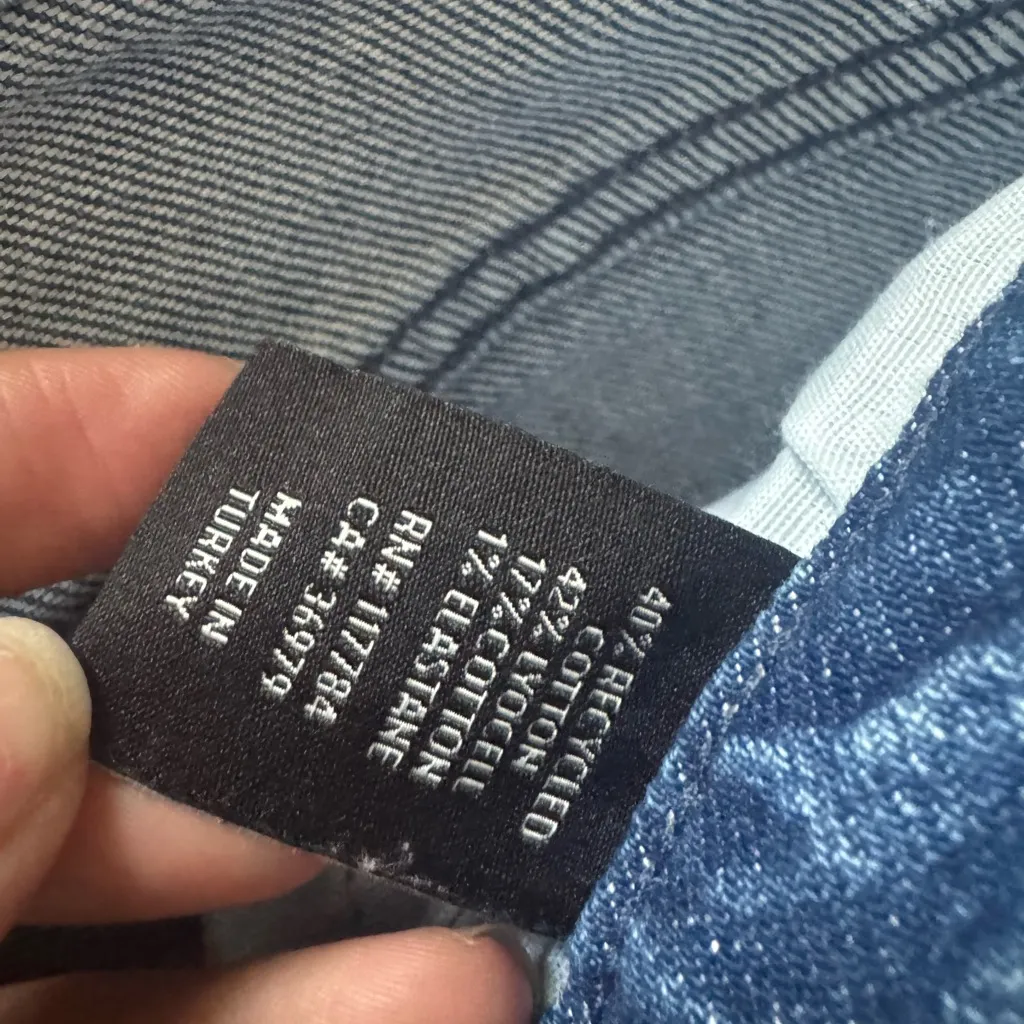 40% RECYCLED
COTTON
42% LYOCELL
17% COTTON
1% ELASTANE
RN# 117784
CA# 36979
MADE IN
TURKEY